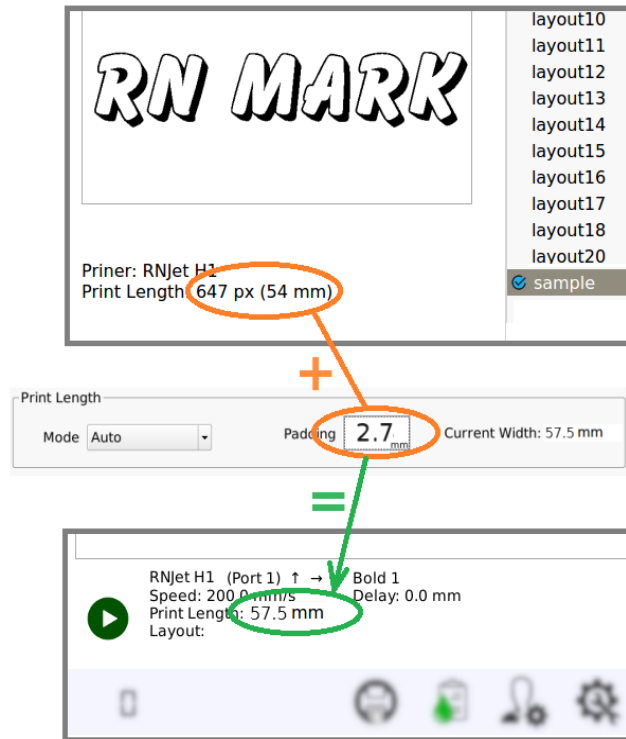 layout10
layout11
RN MARK
layout12
layout13
layout14
layout15
layout16
layout17
layout18
layout20
sample
Priner: RNJet H1
Print Length: 647 px (54 mm)
+
Print Length
Mode Auto
Padding 2.7 mm
Current Width: 57.5 mm
=
RNJet H1 (Port 1) ↑ → Bold 1
Speed: 200.0 mm/s Delay: 0.0 mm
Print Length: 57.5 mm
Layout: